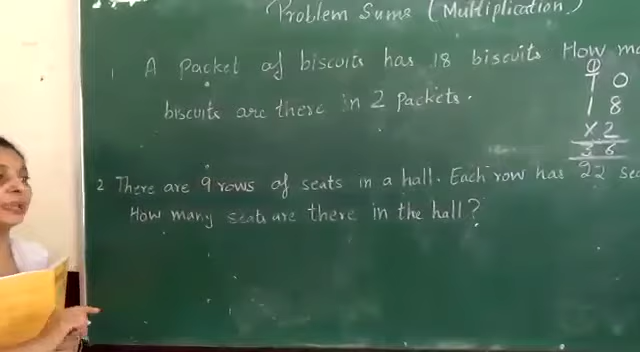 Problem Sums (Multiplication)
1 A packet of biscuits has 18 biscuits How
biscuits are there in 2 packets.
①
T O
1 8
× 2
3 6
2 There are 9 rows of seats in a hall. Each row has 22
How many seats are there in the hall?